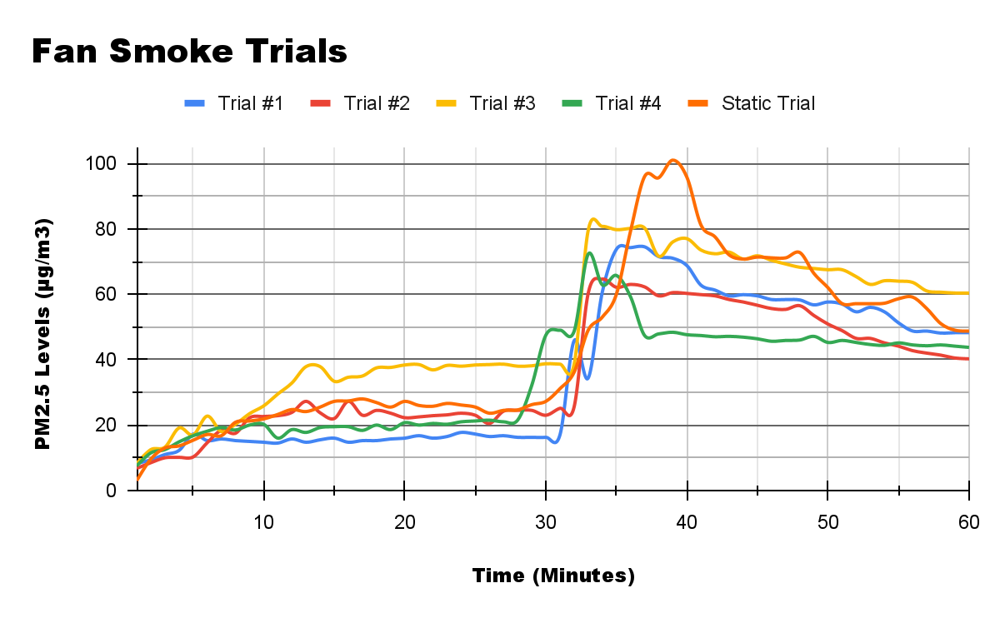 Fan Smoke Trials
Trial #1 Trial #2 Trial #3 Trial #4 Static Trial
PM2.5 Levels (µg/m3)
100
80
60
40
20
0
10 20 30 40 50 60
Time (Minutes)